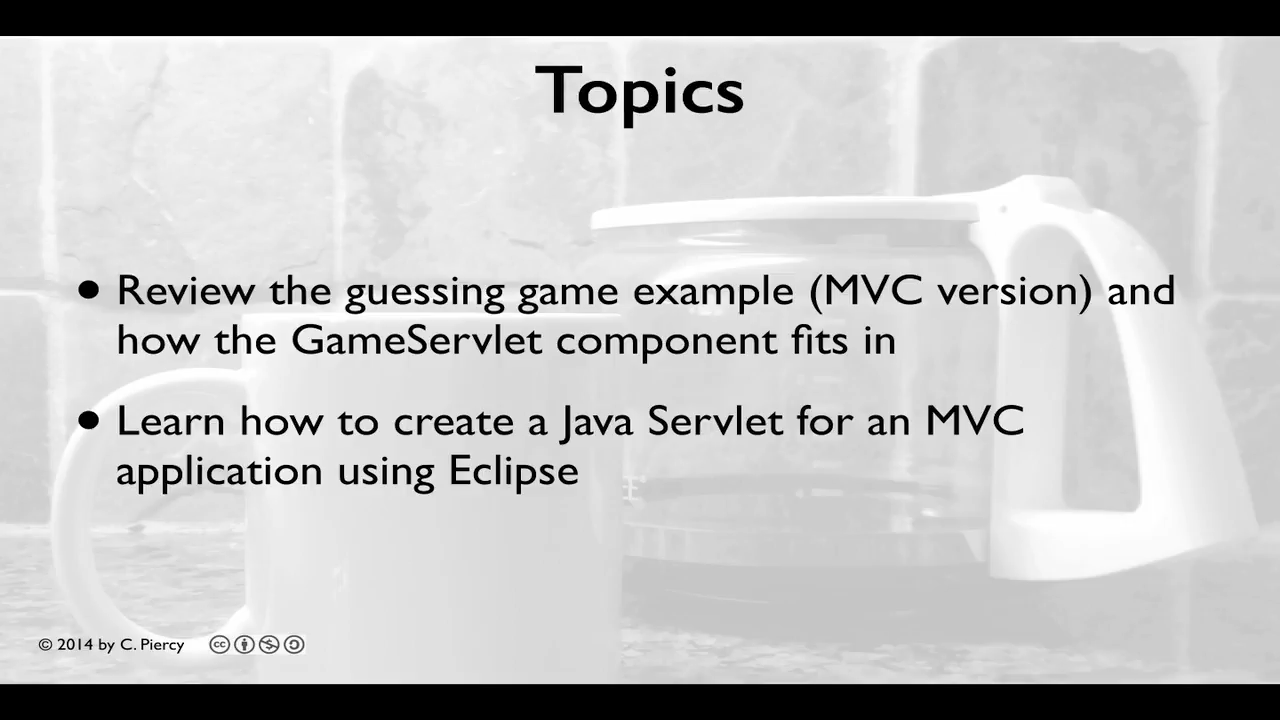 Topics
• Review the guessing game example (MVC version) and
how the GameServlet component fits in
• Learn how to create a Java Servlet for an MVC
application using Eclipse
© 2014 by C. Piercy cc